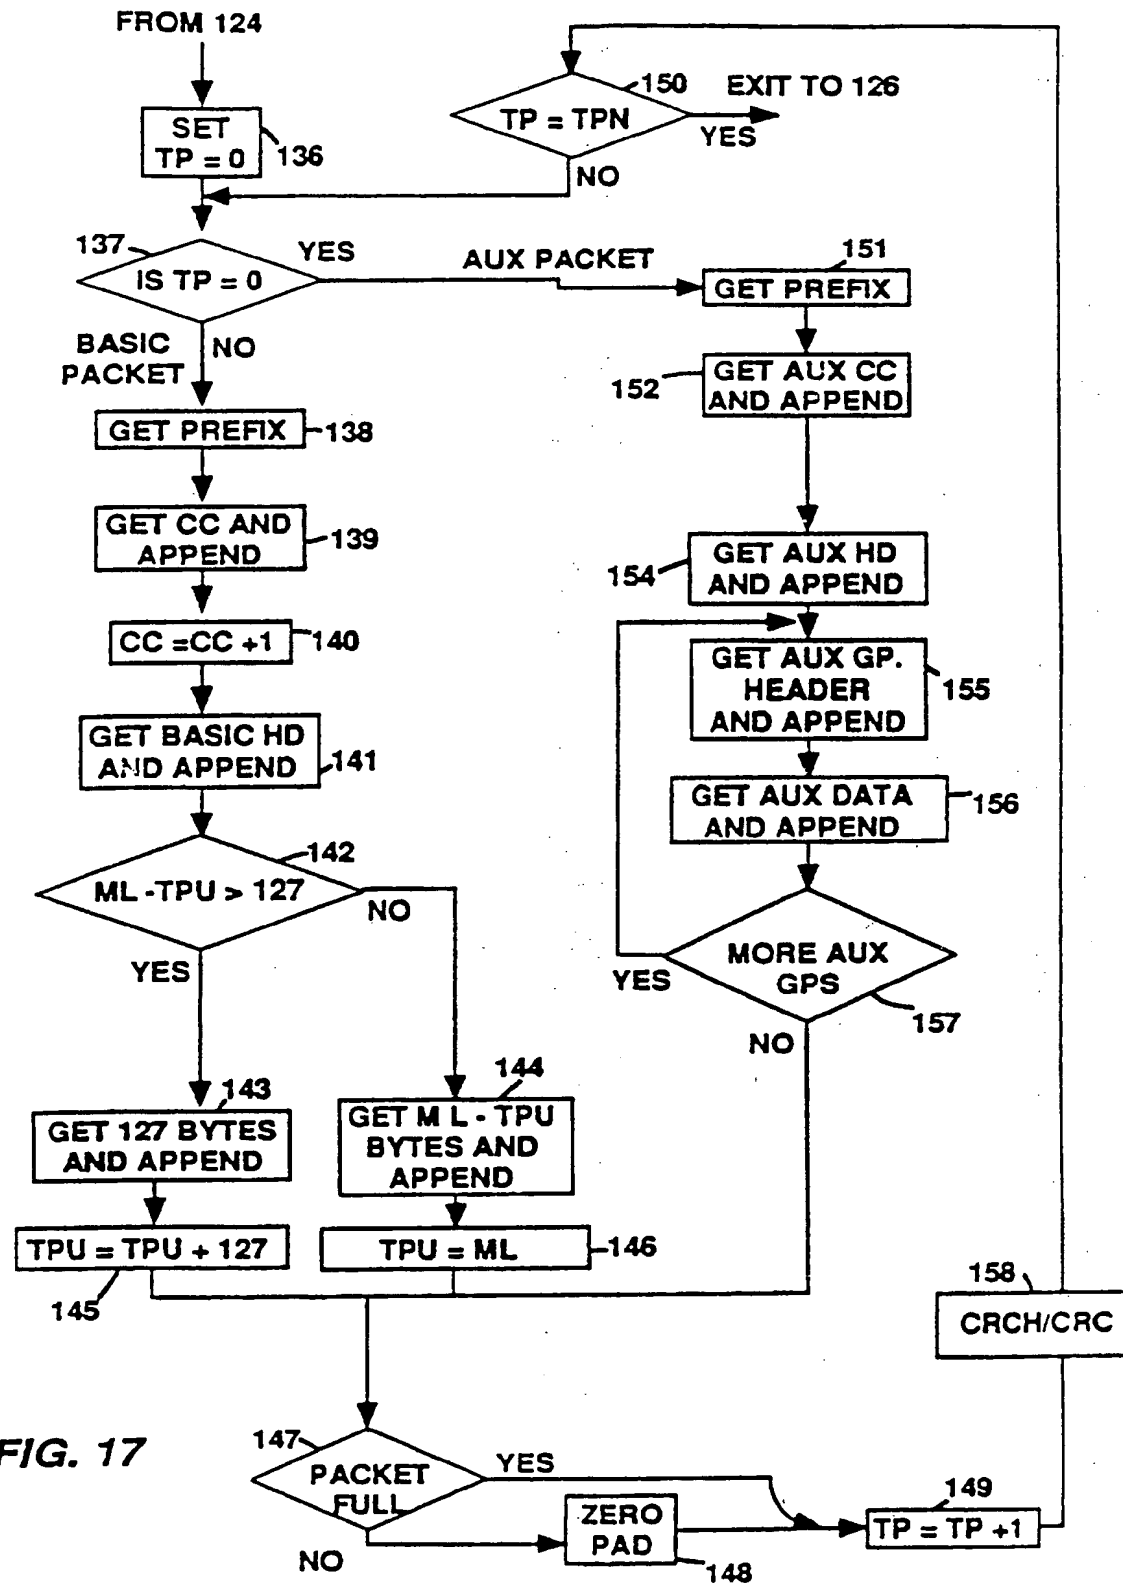 FROM 124
SET
TP = 0
136
TP = TPN
150
EXIT TO 126
YES
NO
137
IS TP = 0
YES
AUX PACKET
BASIC
PACKET
NO
GET PREFIX
138
GET CC AND
APPEND
139
CC =CC +1
140
GET BASIC HD
AND APPEND
141
142
ML -TPU > 127
NO
YES
143
GET 127 BYTES
AND APPEND
144
GET M L - TPU
BYTES AND
APPEND
TPU = TPU + 127
145
TPU = ML
146
151
GET PREFIX
152
GET AUX CC
AND APPEND
154
GET AUX HD
AND APPEND
GET AUX GP.
HEADER
AND APPEND
155
GET AUX DATA
AND APPEND
156
MORE AUX
GPS
YES
157
NO
158
CRCH/CRC
FIG. 17
147
PACKET
FULL
YES
NO
ZERO
PAD
148
149
TP = TP +1